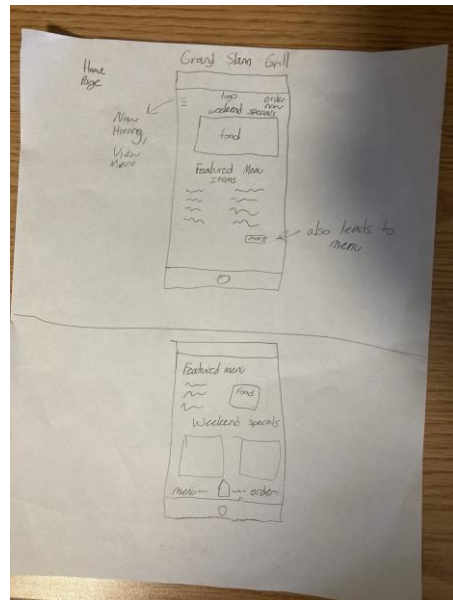 Grand Slam Grill
Home
Page
logo
order
now
weekend specials
food
Now
Hiring,
View
Menu
Featured Menu
Items
more
also leads to
menu
Featured menu
food
Weekend specials
menu
order